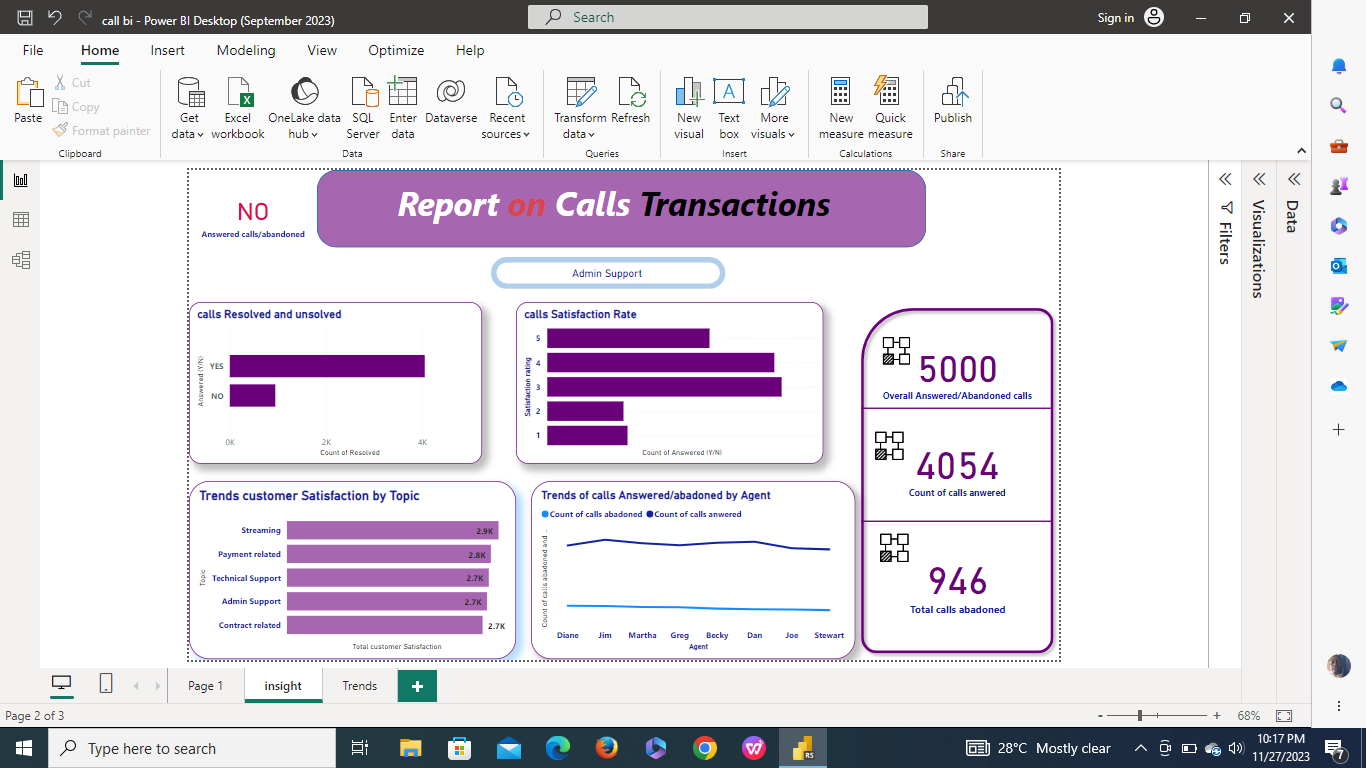 call bi - Power BI Desktop (September 2023)
Search
Sign in
File Home Insert Modeling View Optimize Help
Paste
Cut
Copy
Format painter
Clipboard
Get data
Excel workbook
OneLake data hub
SQL Server
Enter data
Dataverse
Recent sources
Data
Transform data
Refresh
Queries
New visual
Text box
More visuals
Insert
New measure
Quick measure
Calculations
Publish
Share
NO
Answered calls/abandoned
Report on Calls Transactions
Admin Support
calls Resolved and unsolved
Answered (Y/N)
YES
NO
0K 2K 4K
Count of Resolved
calls Satisfaction Rate
Satisfaction rating
5
4
3
2
1
Count of Answered (Y/N)
5000
Overall Answered/Abandoned calls
4054
Count of calls anwered
946
Total calls abadoned
Trends customer Satisfaction by Topic
Topic
Streaming 2.9K
Payment related 2.8K
Technical Support 2.7K
Admin Support 2.7K
Contract related 2.7K
Total customer Satisfaction
Trends of calls Answered/abadoned by Agent
Count of calls abadoned Count of calls anwered
Count of calls abadoned and ...
Diane Jim Martha Greg Becky Dan Joe Stewart
Agent
Filters
Visualizations
Data
Page 1 insight Trends
Page 2 of 3
- + 68%
Type here to search
RS
28°C Mostly clear
10:17 PM
11/27/2023
7